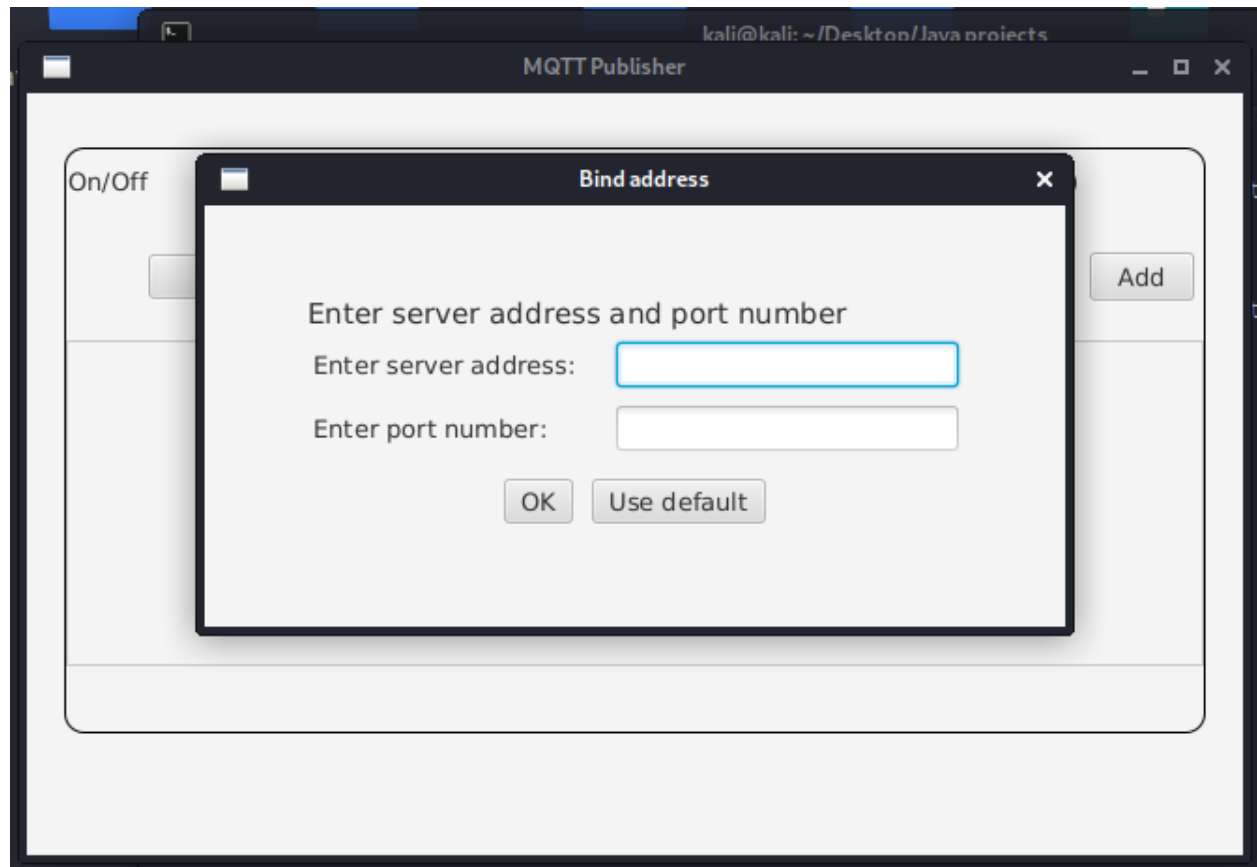 kali@kali: ~/Desktop/Java projects
MQTT Publisher
On/Off
Bind address
Add
Enter server address and port number
Enter server address:
Enter port number:
OK Use default